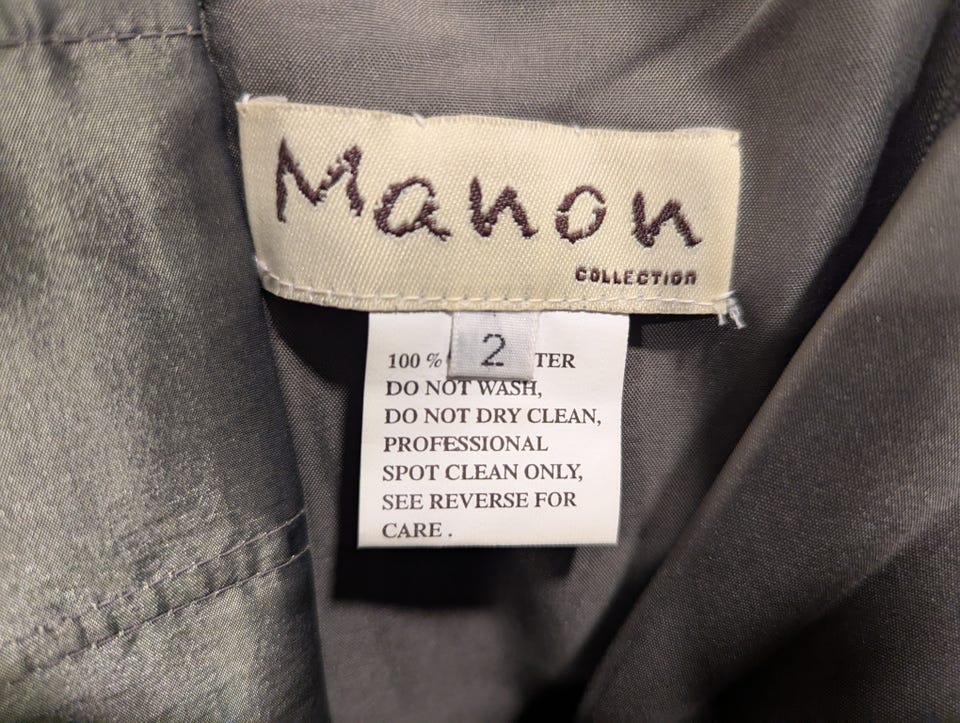 Manon
COLLECTION
2
100 % TER
DO NOT WASH,
DO NOT DRY CLEAN,
PROFESSIONAL
SPOT CLEAN ONLY,
SEE REVERSE FOR
CARE .